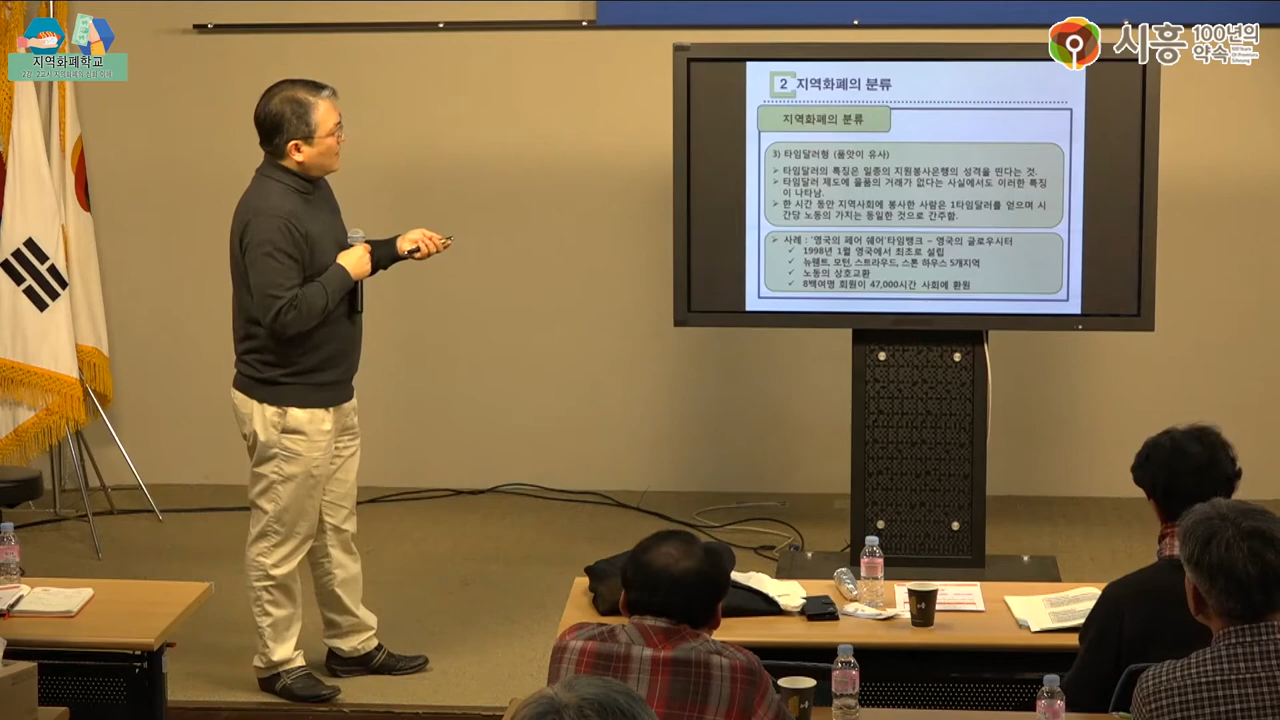 지역화폐학교
2강 · 2교시 지역화폐의 심화 이해
시흥 100년의
약속
2 지역화폐의 분류
지역화폐의 분류
3) 타임달러형 (품앗이 유사)
➢ 타임달러의 특징은 일종의 지원봉사은행의 성격을 띤다는 것.
➢ 타임달러 제도에 물품의 거래가 없다는 사실에서도 이러한 특징
이 나타남.
➢ 한 시간 동안 지역사회에 봉사한 사람은 1타임달러를 얻으며 시
간당 노동의 가치는 동일한 것으로 간주함.
➢ 사례 : '영국의 페어 쉐어'타임뱅크 – 영국의 글로우시터
✓ 1998년 1월 영국에서 최초로 설립
✓ 뉴웬트, 모턴, 스트라우드, 스톤 하우스 5개지역
✓ 노동의 상호교환
✓ 8백여명 회원이 47,000시간 사회에 환원